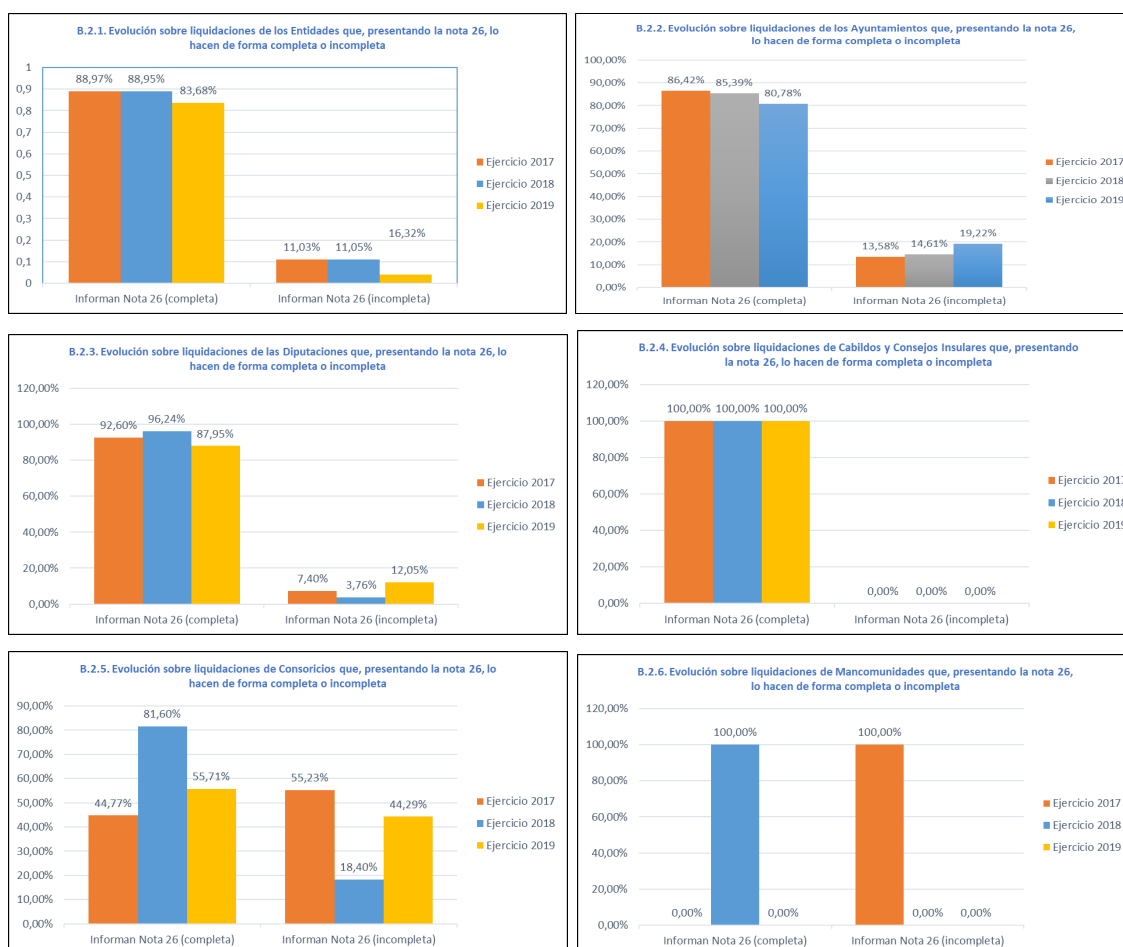 B.2.1. Evolución sobre liquidaciones de los Entidades que, presentando la nota 26, lo
hacen de forma completa o incompleta
1
0,9
0,8
0,7
0,6
0,5
0,4
0,3
0,2
0,1
0
88,97%
88,95%
83,68%
11,03%
11,05%
16,32%
Informan Nota 26 (completa)
Informan Nota 26 (incompleta)
Ejercicio 2017
Ejercicio 2018
Ejercicio 2019
B.2.2. Evolución sobre liquidaciones de los Ayuntamientos que, presentando la nota 26,
lo hacen de forma completa o incompleta
100,00%
90,00%
80,00%
70,00%
60,00%
50,00%
40,00%
30,00%
20,00%
10,00%
0,00%
86,42%
85,39%
80,78%
13,58%
14,61%
19,22%
Informan Nota 26 (completa)
Informan Nota 26 (incompleta)
Ejercicio 2017
Ejercicio 2018
Ejercicio 2019
B.2.3. Evolución sobre liquidaciones de las Diputaciones que, presentando la nota 26, lo
hacen de forma completa o incompleta
120,00%
100,00%
80,00%
60,00%
40,00%
20,00%
0,00%
92,60%
96,24%
87,95%
7,40%
3,76%
12,05%
Informan Nota 26 (completa)
Informan Nota 26 (incompleta)
Ejercicio 2017
Ejercicio 2018
Ejercicio 2019
B.2.4. Evolución sobre liquidaciones de Cabildos y Consejos Insulares que, presentando
la nota 26, lo hacen de forma completa o incompleta
120,00%
100,00%
80,00%
60,00%
40,00%
20,00%
0,00%
100,00%
100,00%
100,00%
0,00%
0,00%
0,00%
Informan Nota 26 (completa)
Informan Nota 26 (incompleta)
Ejercicio 2017
Ejercicio 2018
Ejercicio 2019
B.2.5. Evolución sobre liquidaciones de Consoricios que, presentando la nota 26, lo
hacen de forma completa o incompleta
90,00%
80,00%
70,00%
60,00%
50,00%
40,00%
30,00%
20,00%
10,00%
0,00%
44,77%
81,60%
55,71%
55,23%
18,40%
44,29%
Informan Nota 26 (completa)
Informan Nota 26 (incompleta)
Ejercicio 2017
Ejercicio 2018
Ejercicio 2019
B.2.6. Evolución sobre liquidaciones de Mancomunidades que, presentando la nota 26,
lo hacen de forma completa o incompleta
120,00%
100,00%
80,00%
60,00%
40,00%
20,00%
0,00%
0,00%
100,00%
0,00%
100,00%
0,00%
0,00%
Informan Nota 26 (completa)
Informan Nota 26 (incompleta)
Ejercicio 2017
Ejercicio 2018
Ejercicio 2019